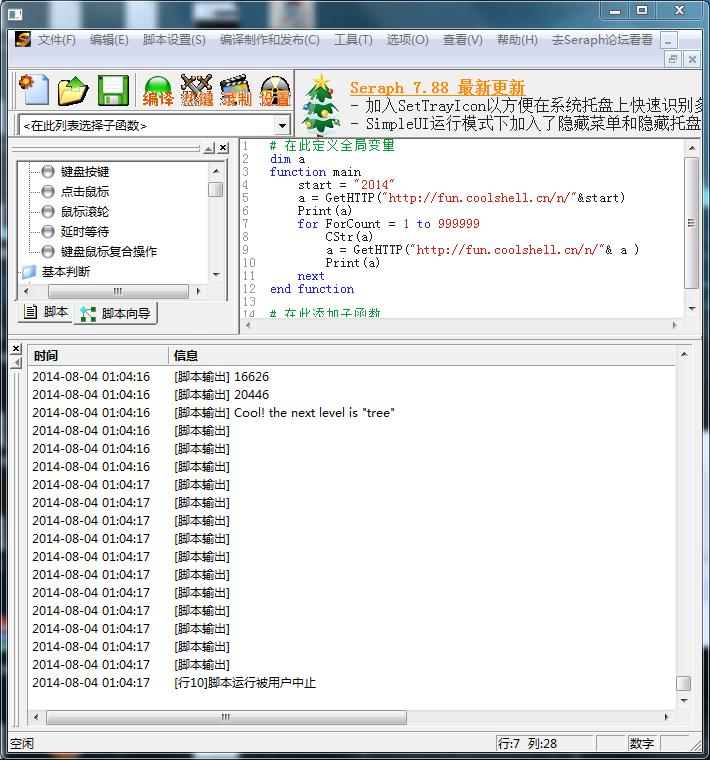 文件(F) 编辑(E) 脚本设置(S) 编译制作和发布(C) 工具(T) 选项(O) 查看(V) 帮助(H) 去Seraph论坛看看
编译 热键 录制 设置
Seraph 7.88 最新更新
- 加入SetTrayIcon以方便在系统托盘上快速识别多
- SimpleUI运行模式下加入了隐藏菜单和隐藏托盘
<在此列表选择子函数>
键盘按键
点击鼠标
鼠标滚轮
延时等待
键盘鼠标复合操作
基本判断
脚本 脚本向导
1 # 在此定义全局变量
2 dim a
3 function main
4 start = "2014"
5 a = GetHTTP("http://fun.coolshell.cn/n/"&start)
6 Print(a)
7 for ForCount = 1 to 999999
8 CStr(a)
9 a = GetHTTP("http://fun.coolshell.cn/n/"& a )
10 Print(a)
11 next
12 end function
13
14 # 在此添加子函数
时间 信息
2014-08-04 01:04:16 [脚本输出] 16626
2014-08-04 01:04:16 [脚本输出] 20446
2014-08-04 01:04:16 [脚本输出] Cool! the next level is "tree"
2014-08-04 01:04:16 [脚本输出]
2014-08-04 01:04:16 [脚本输出]
2014-08-04 01:04:16 [脚本输出]
2014-08-04 01:04:17 [脚本输出]
2014-08-04 01:04:17 [脚本输出]
2014-08-04 01:04:17 [脚本输出]
2014-08-04 01:04:17 [脚本输出]
2014-08-04 01:04:17 [脚本输出]
2014-08-04 01:04:17 [脚本输出]
2014-08-04 01:04:17 [脚本输出]
2014-08-04 01:04:17 [脚本输出]
2014-08-04 01:04:17 [脚本输出]
2014-08-04 01:04:17 [脚本输出]
2014-08-04 01:04:17 [脚本输出]
2014-08-04 01:04:17 [行10]脚本运行被用户中止
空闲 行:7 列:28 数字